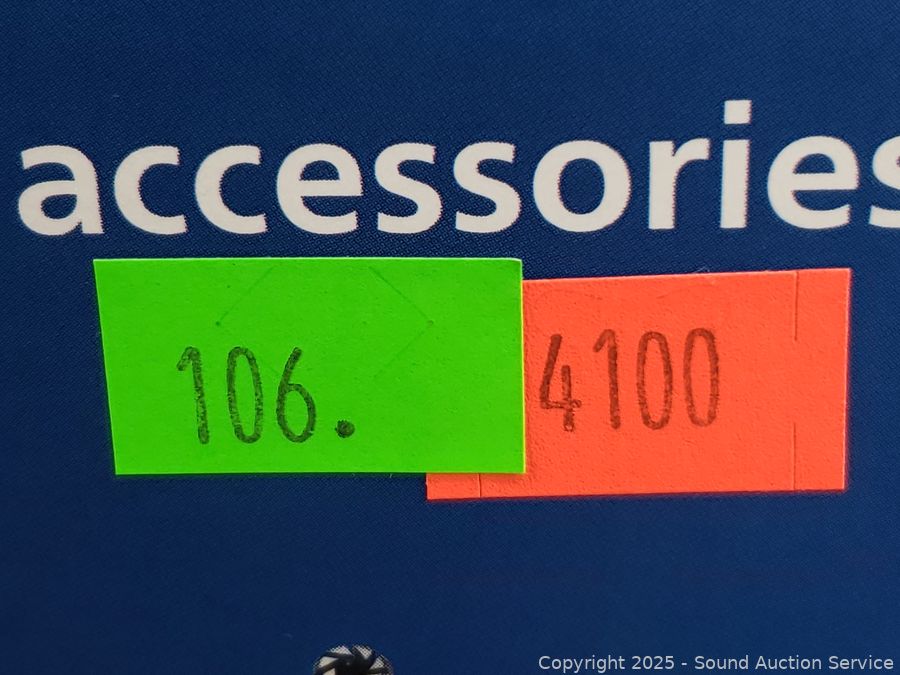 accessories
106. 4100
Copyright 2025 - Sound Auction Service